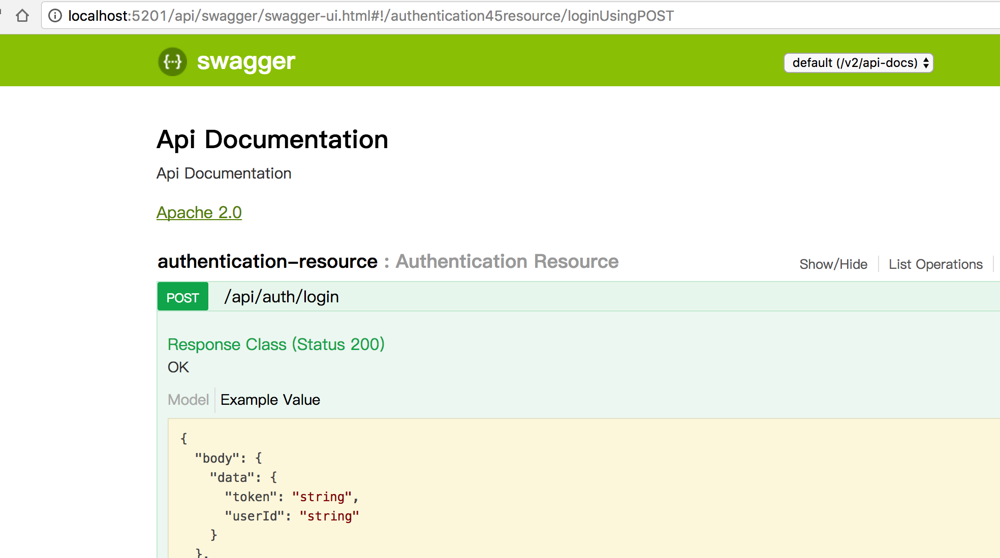 localhost:5201/api/swagger/swagger-ui.html#!/authentication45resource/loginUsingPOST
{···} swagger
default (/v2/api-docs)
Api Documentation
Api Documentation
Apache 2.0
authentication-resource : Authentication Resource
Show/Hide
List Operations
POST /api/auth/login
Response Class (Status 200)
OK
Model
Example Value
{
"body": {
"data": {
"token": "string",
"userId": "string"
}
},